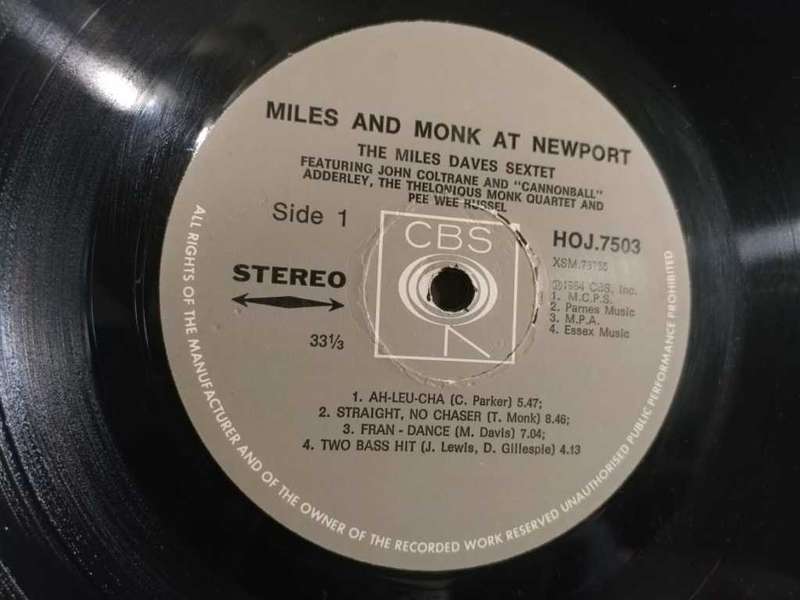 MILES AND MONK AT NEWPORT
THE MILES DAVES SEXTET
FEATURING JOHN COLTRANE AND "CANNONBALL"
ADDERLEY, THE THELONIOUS MONK QUARTET AND
PEE WEE RUSSEL
Side 1
CBS
HOJ.7503
STEREO
33⅓
℗1964 CBS, Inc.
1. M.C.P.S.
2. Parnes Music
3. M.P.A.
4. Essex Music
1. AH-LEU-CHA (C. Parker) 5.47;
2. STRAIGHT, NO CHASER (T. Monk) 8.46;
3. FRAN - DANCE (M. Davis) 7.04;
4. TWO BASS HIT (J. Lewis, D. Gillespie) 4.13
ALL RIGHTS OF THE MANUFACTURER AND OF THE OWNER OF THE RECORDED WORK RESERVED UNAUTHORISED PUBLIC PERFORMANCE PROHIBITED